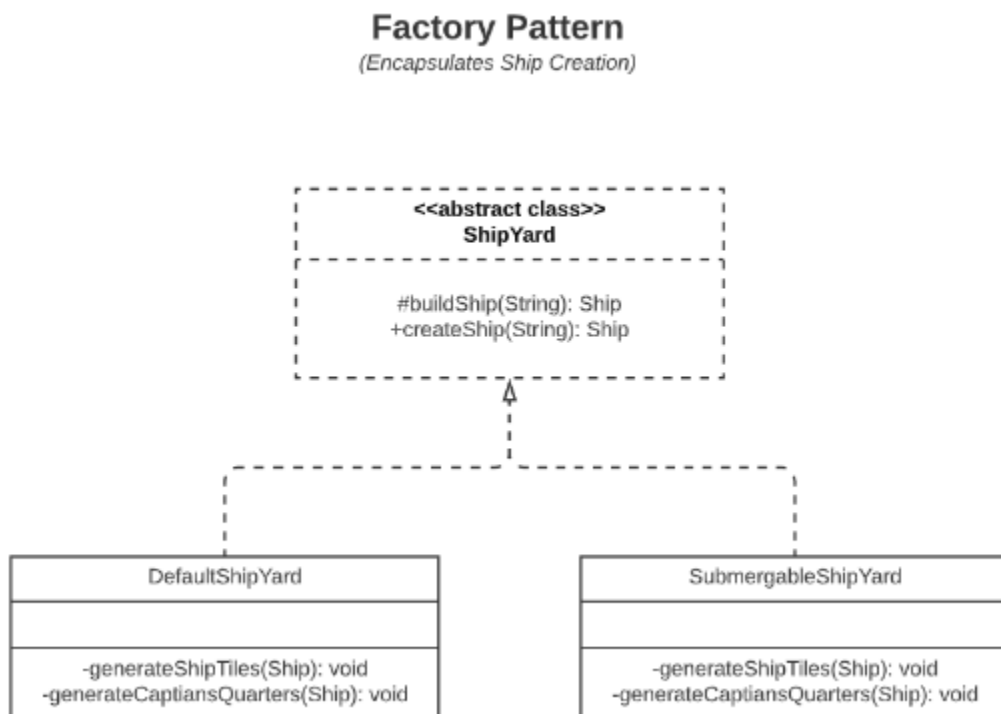 Factory Pattern
(Encapsulates Ship Creation)
<<abstract class>>
ShipYard
#buildShip(String): Ship
+createShip(String): Ship
DefaultShipYard
SubmergableShipYard
-generateShipTiles(Ship): void
-generateCaptiansQuarters(Ship): void
-generateShipTiles(Ship): void
-generateCaptiansQuarters(Ship): void